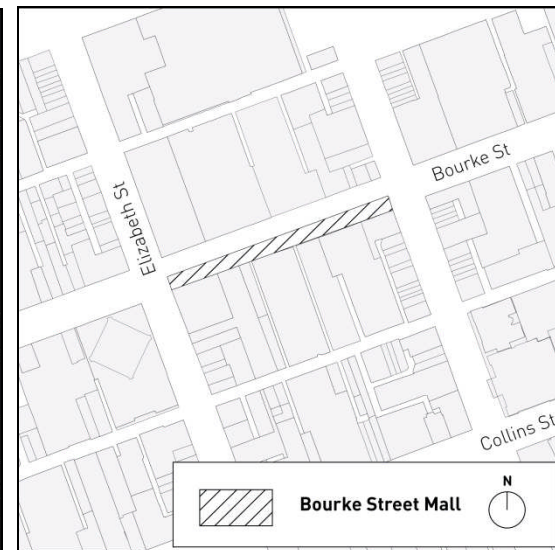 Bourke St
Elizabeth St
Collins St
Bourke Street Mall
N